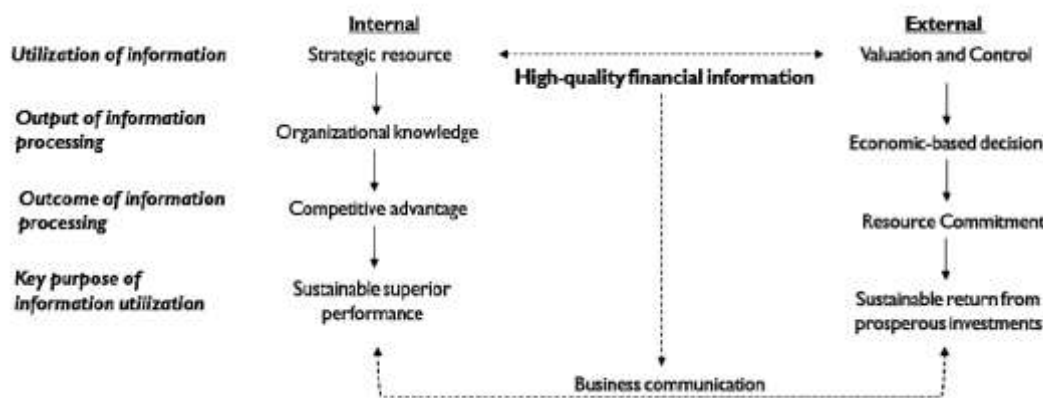 Internal
External
Utilization of information
Strategic resource
Valuation and Control
High-quality financial information
Output of information
processing
Organizational knowledge
Economic-based decision
Outcome of information
processing
Competitive advantage
Resource Commitment
Key purpose of
information utilization
Sustainable superior
performance
Sustainable return from
prosperous investments
Business communication